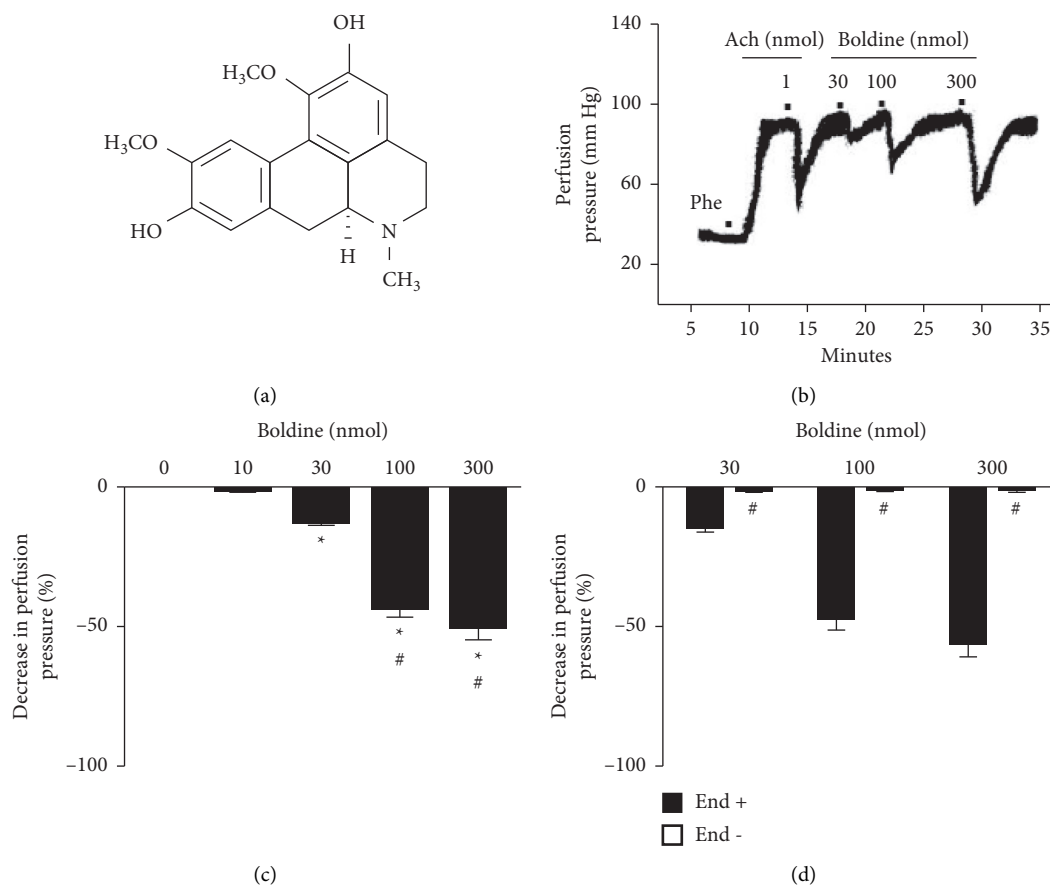 OH
H₃CO
H₃CO
HO
N
H
CH₃
(a)
140
100
60
20
Perfusion
pressure (mm Hg)
Ach (nmol)
Boldine (nmol)
1
30
100
300
Phe
5
10
15
20
25
30
35
Minutes
(b)
Boldine (nmol)
0
10
30
100
300
0
–50
–100
Decrease in perfusion
pressure (%)
*
*
#
*
#
(c)
Boldine (nmol)
30
100
300
0
–50
–100
Decrease in perfusion
pressure (%)
#
#
#
End +
End -
(d)